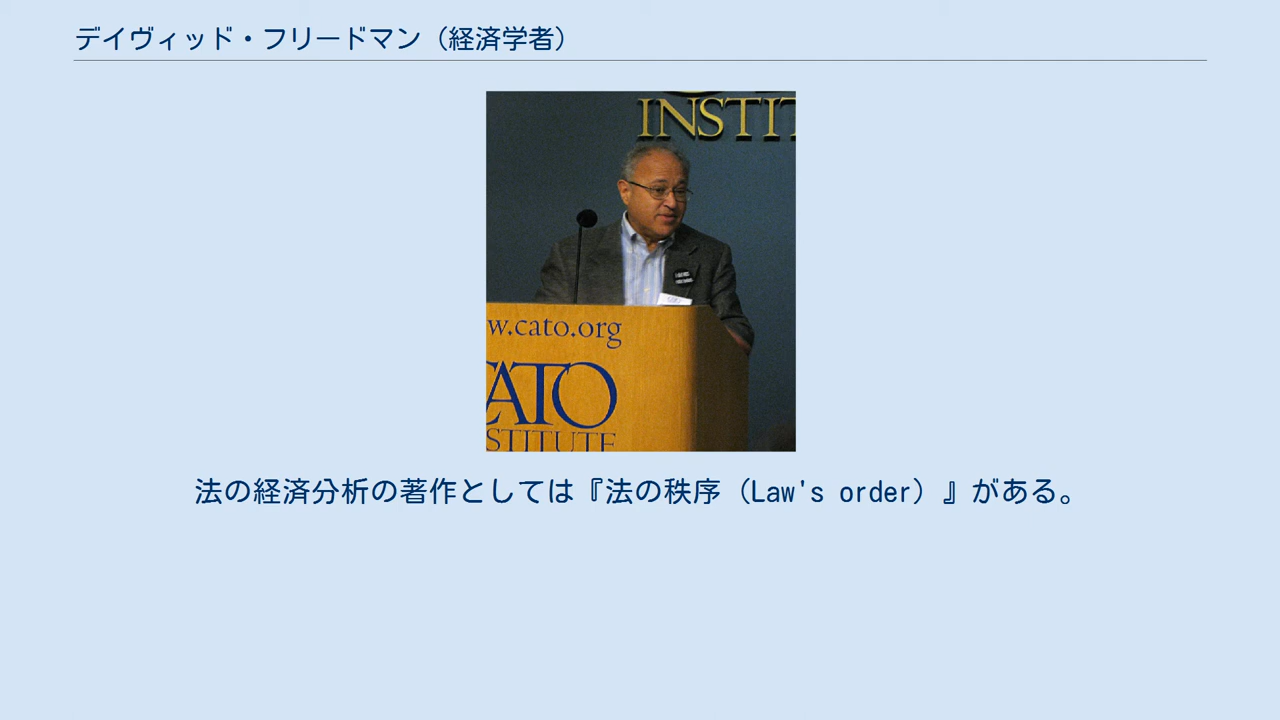 デイヴィッド・フリードマン（経済学者）
INSTIT
w.cato.org
CATO
INSTITUTE
法の経済分析の著作としては『法の秩序（Law's order）』がある。